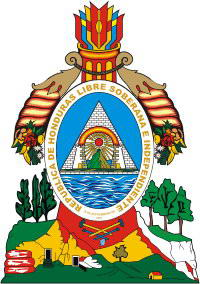 REPUBLICA DE HONDURAS LIBRE SOBERANA E INDEPENDIENTE